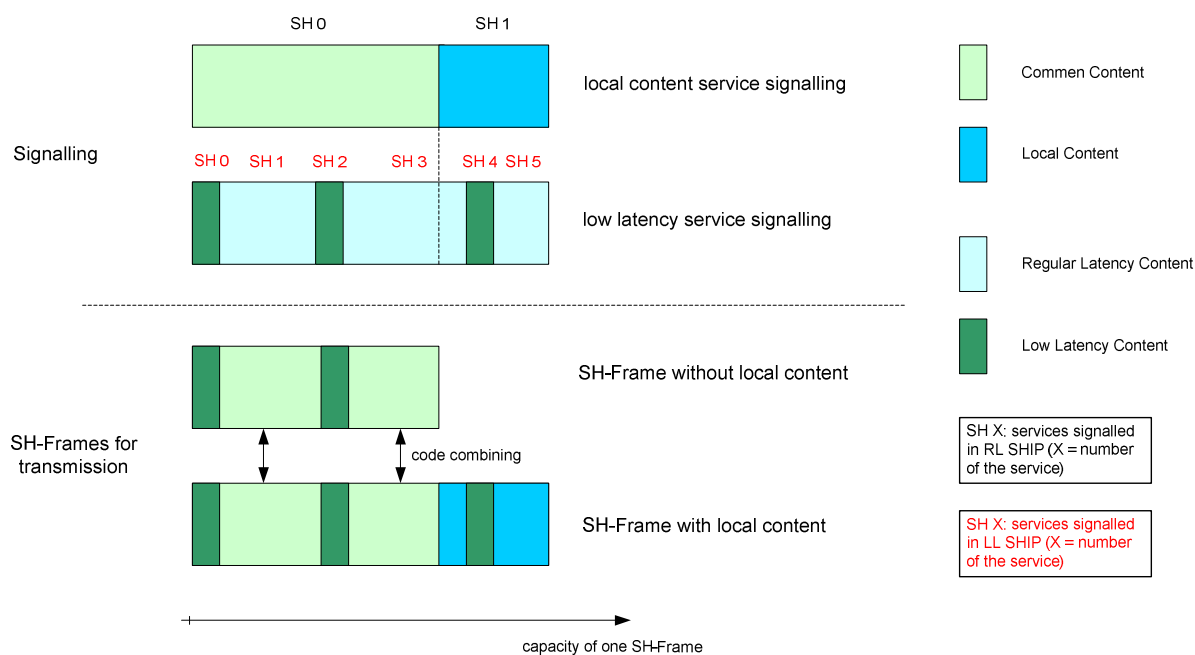 SH 0
SH 1
local content service signalling
Commen Content
Local Content
Signalling
SH 0
SH 1
SH 2
SH 3
SH 4
SH 5
low latency service signalling
Regular Latency Content
Low Latency Content
SH-Frame without local content
SH-Frames for
transmission
code combining
SH-Frame with local content
SH X: services signalled
in RL SHIP (X = number
of the service)
SH X: services signalled
in LL SHIP (X = number
of the service)
capacity of one SH-Frame